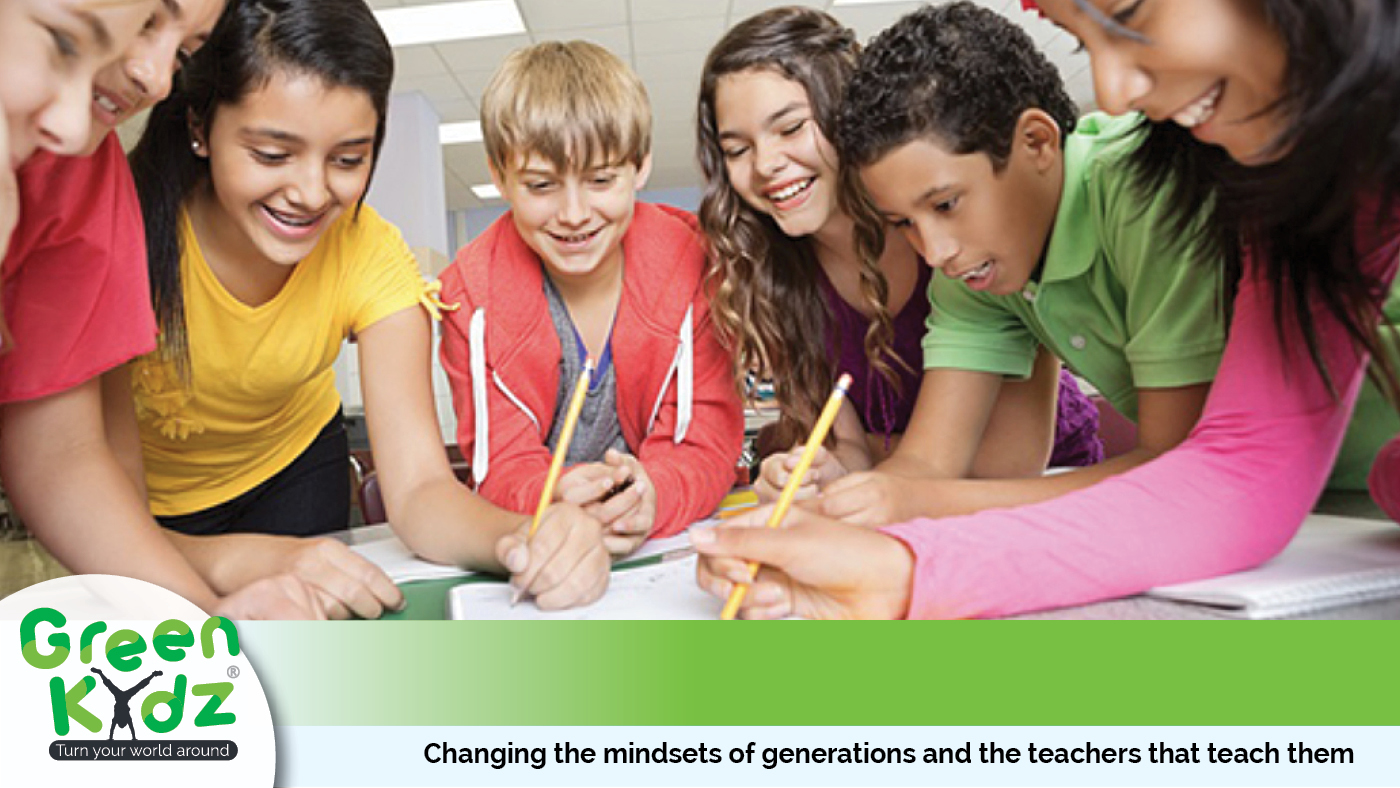 Green
Kydz®
Turn your world around
Changing the mindsets of generations and the teachers that teach them